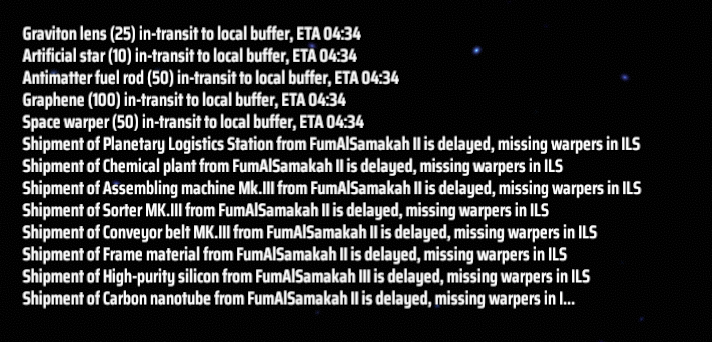 Graviton lens (25) in-transit to local buffer, ETA 04:34
Artificial star (10) in-transit to local buffer, ETA 04:34
Antimatter fuel rod (50) in-transit to local buffer, ETA 04:34
Graphene (100) in-transit to local buffer, ETA 04:34
Space warper (50) in-transit to local buffer, ETA 04:34
Shipment of Planetary Logistics Station from FumAlSamakah II is delayed, missing warpers in ILS
Shipment of Chemical plant from FumAlSamakah II is delayed, missing warpers in ILS
Shipment of Assembling machine Mk.III from FumAlSamakah II is delayed, missing warpers in ILS
Shipment of Sorter MK.III from FumAlSamakah II is delayed, missing warpers in ILS
Shipment of Conveyor belt MK.III from FumAlSamakah II is delayed, missing warpers in ILS
Shipment of Frame material from FumAlSamakah II is delayed, missing warpers in ILS
Shipment of High-purity silicon from FumAlSamakah III is delayed, missing warpers in ILS
Shipment of Carbon nanotube from FumAlSamakah II is delayed, missing warpers in I...